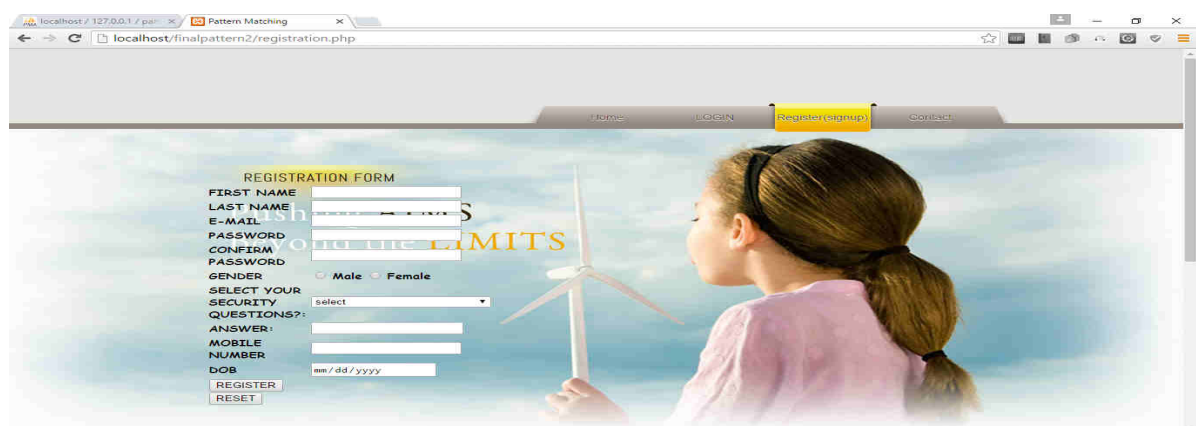 localhost / 127.0.0.1 / pat
Pattern Matching
localhost/finalpattern2/registration.php
Home LOGIN Register(signup) Contact
REGISTRATION FORM
FIRST NAME
LAST NAME
E-MAIL
PASSWORD
CONFIRM
PASSWORD
LIMITS
GENDER Male Female
SELECT YOUR
SECURITY
QUESTIONS?:
select
ANSWER:
MOBILE
NUMBER
DOB mm/dd/yyyy
REGISTER
RESET